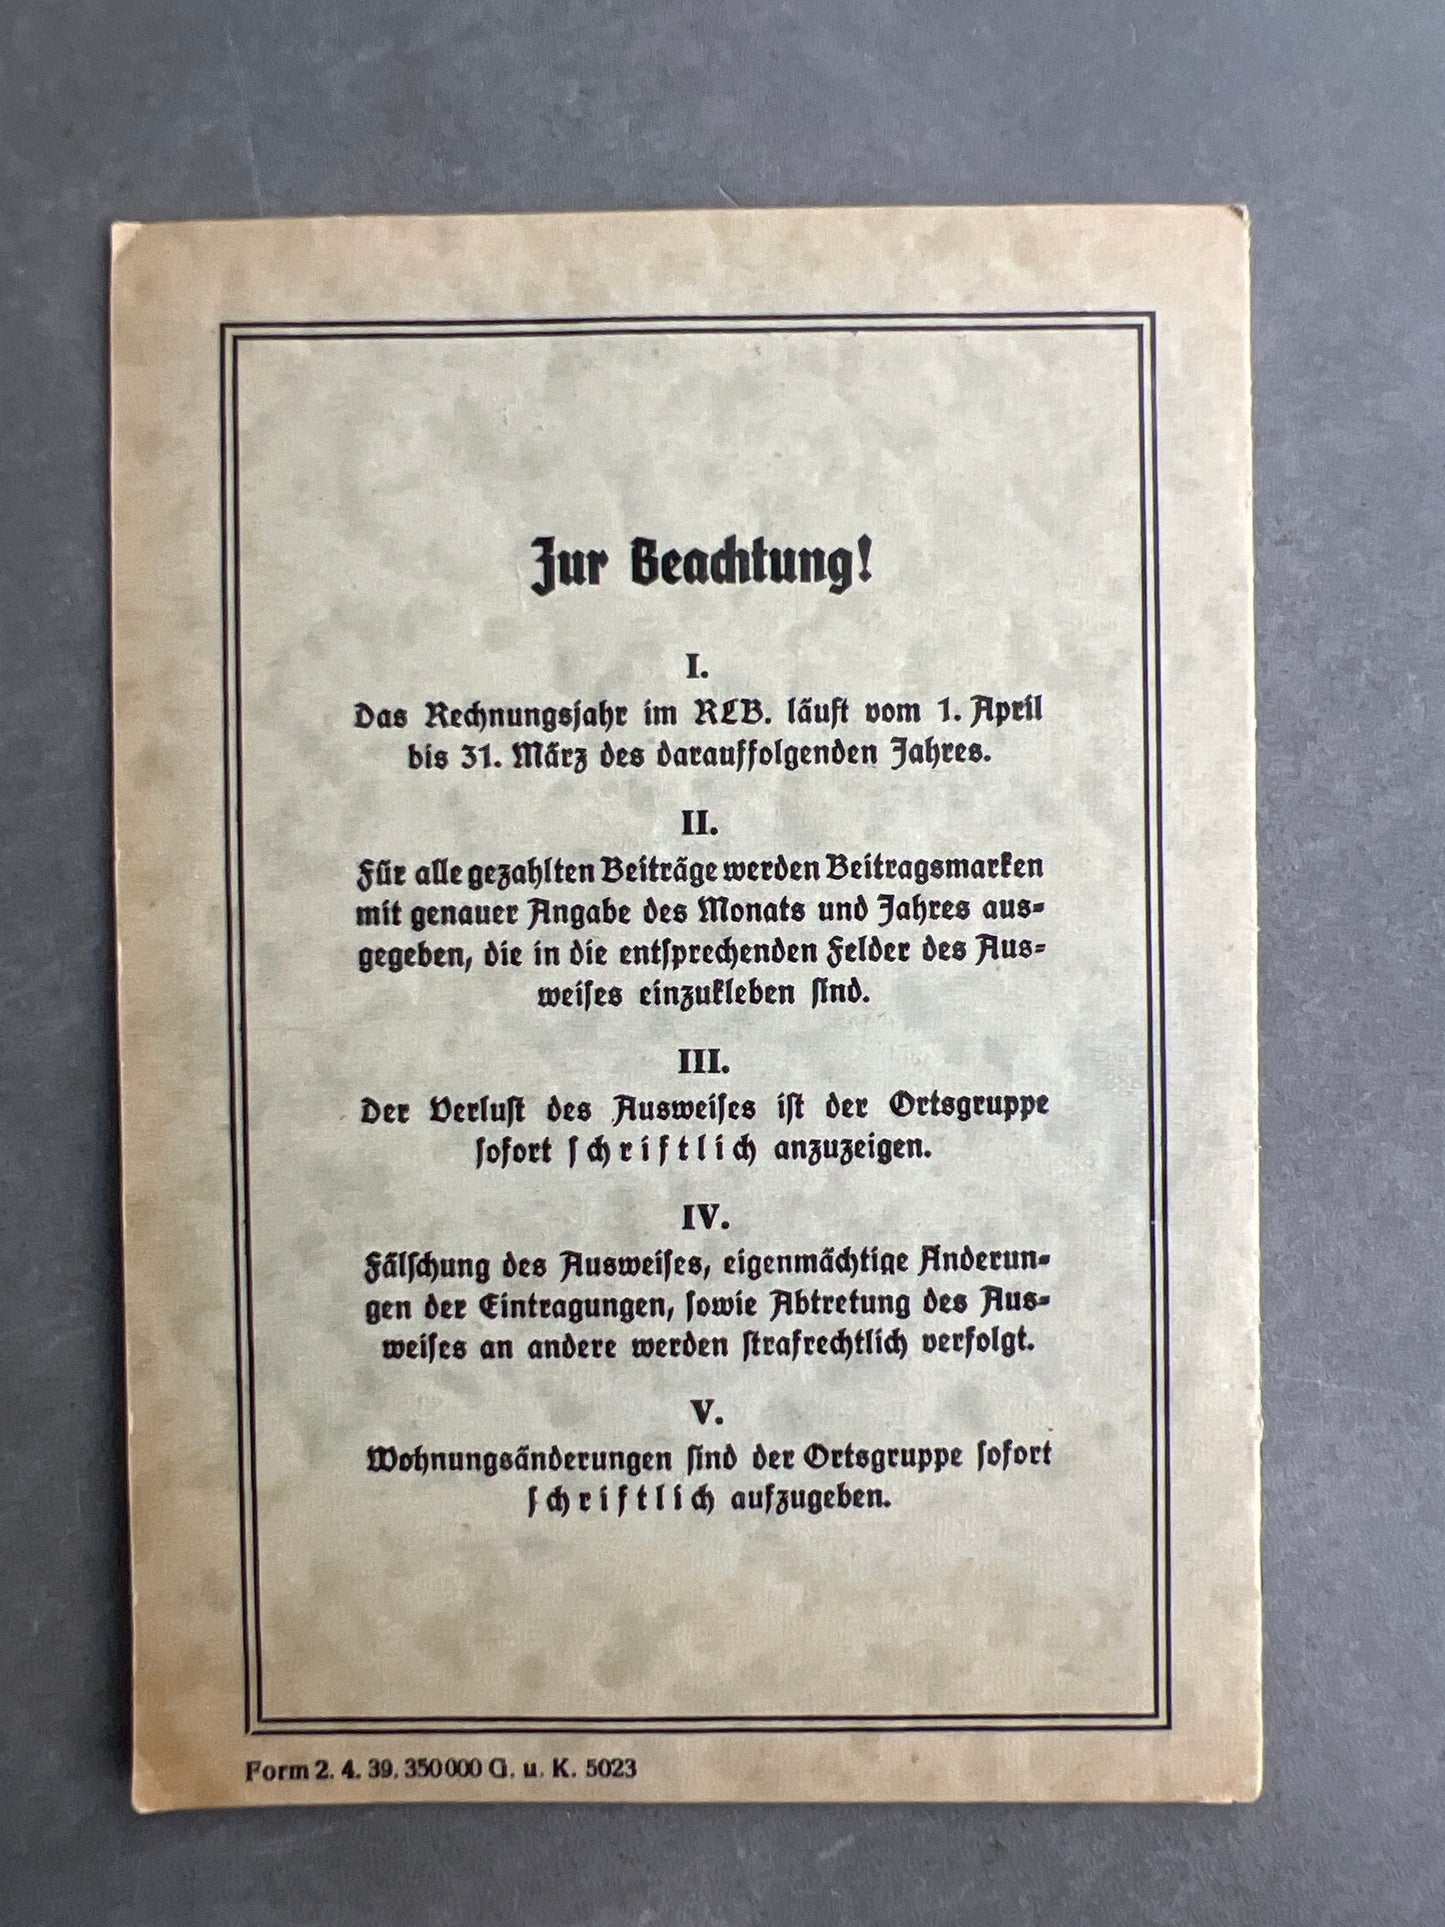 Zur Beachtung!
I.
Das Rechnungsjahr im RLB. läuft vom 1. April
bis 31. März des darauffolgenden Jahres.
II.
Für alle gezahlten Beiträge werden Beitragsmarken
mit genauer Angabe des Monats und Jahres aus-
gegeben, die in die entsprechenden Felder des Aus-
weises einzukleben sind.
III.
Der Verlust des Ausweises ist der Ortsgruppe
sofort schriftlich anzuzeigen.
IV.
Fälschung des Ausweises, eigenmächtige Änderun-
gen der Eintragungen, sowie Abtretung des Aus-
weises an andere werden strafrechtlich verfolgt.
V.
Wohnungsänderungen sind der Ortsgruppe sofort
schriftlich aufzugeben.
Form 2. 4. 39. 350 000 G. u. K. 5023